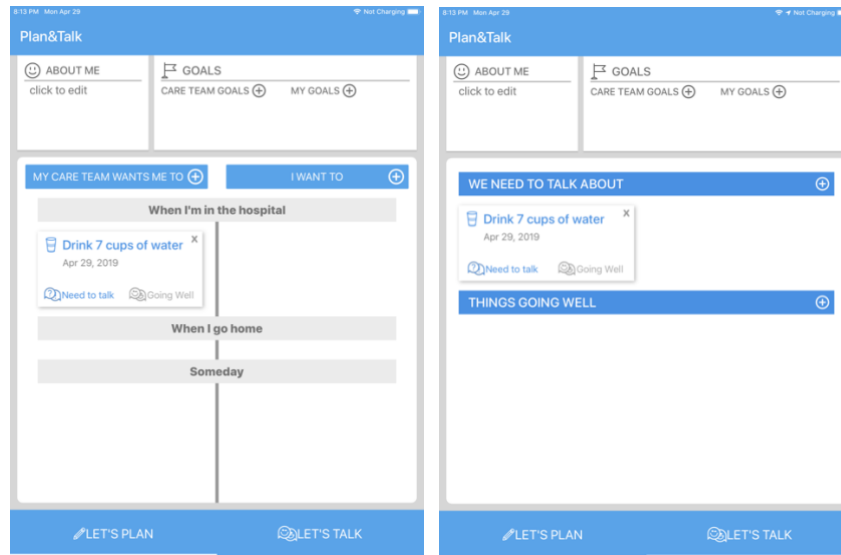 8:13 PM Mon Apr 29
Not Charging
Plan&Talk
ABOUT ME
click to edit
GOALS
CARE TEAM GOALS
MY GOALS
MY CARE TEAM WANTS ME TO
I WANT TO
When I'm in the hospital
Drink 7 cups of water
X
Apr 29, 2019
Need to talk
Going Well
When I go home
Someday
LET'S PLAN
LET'S TALK
8:13 PM Mon Apr 29
Not Charging
Plan&Talk
ABOUT ME
click to edit
GOALS
CARE TEAM GOALS
MY GOALS
WE NEED TO TALK ABOUT
Drink 7 cups of water
X
Apr 29, 2019
Need to talk
Going Well
THINGS GOING WELL
LET'S PLAN
LET'S TALK